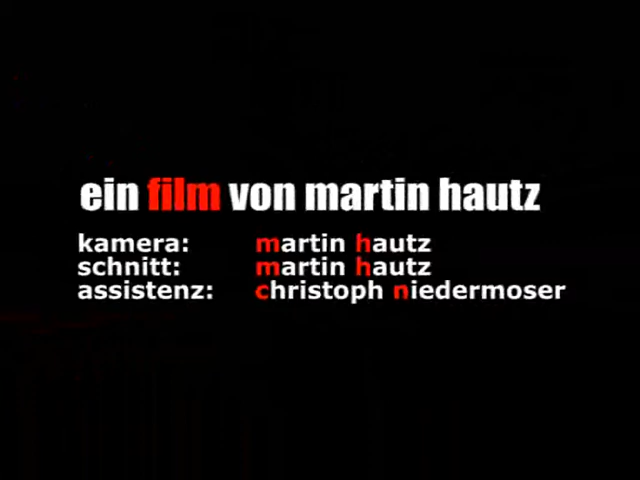 ein film von martin hautz
kamera: martin hautz
schnitt: martin hautz
assistenz: christoph niedermoser